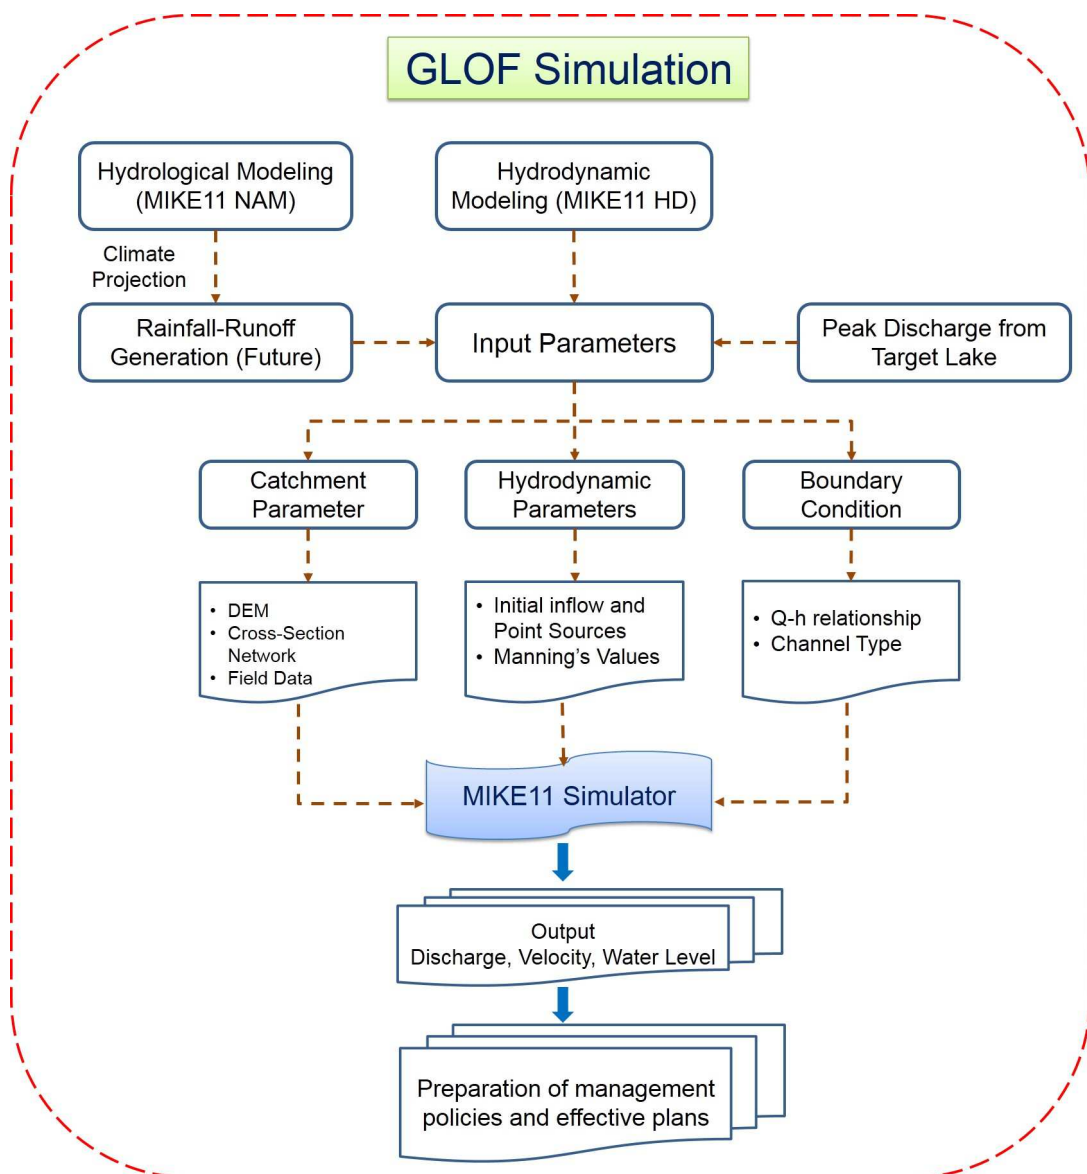 GLOF Simulation
Hydrological Modeling
(MIKE11 NAM)
Hydrodynamic
Modeling (MIKE11 HD)
Climate
Projection
Rainfall-Runoff
Generation (Future)
Input Parameters
Peak Discharge from
Target Lake
Catchment
Parameter
Hydrodynamic
Parameters
Boundary
Condition
• DEM
• Cross-Section
Network
• Field Data
• Initial inflow and
Point Sources
• Manning's Values
• Q-h relationship
• Channel Type
MIKE11 Simulator
Output
Discharge, Velocity, Water Level
Preparation of management
policies and effective plans